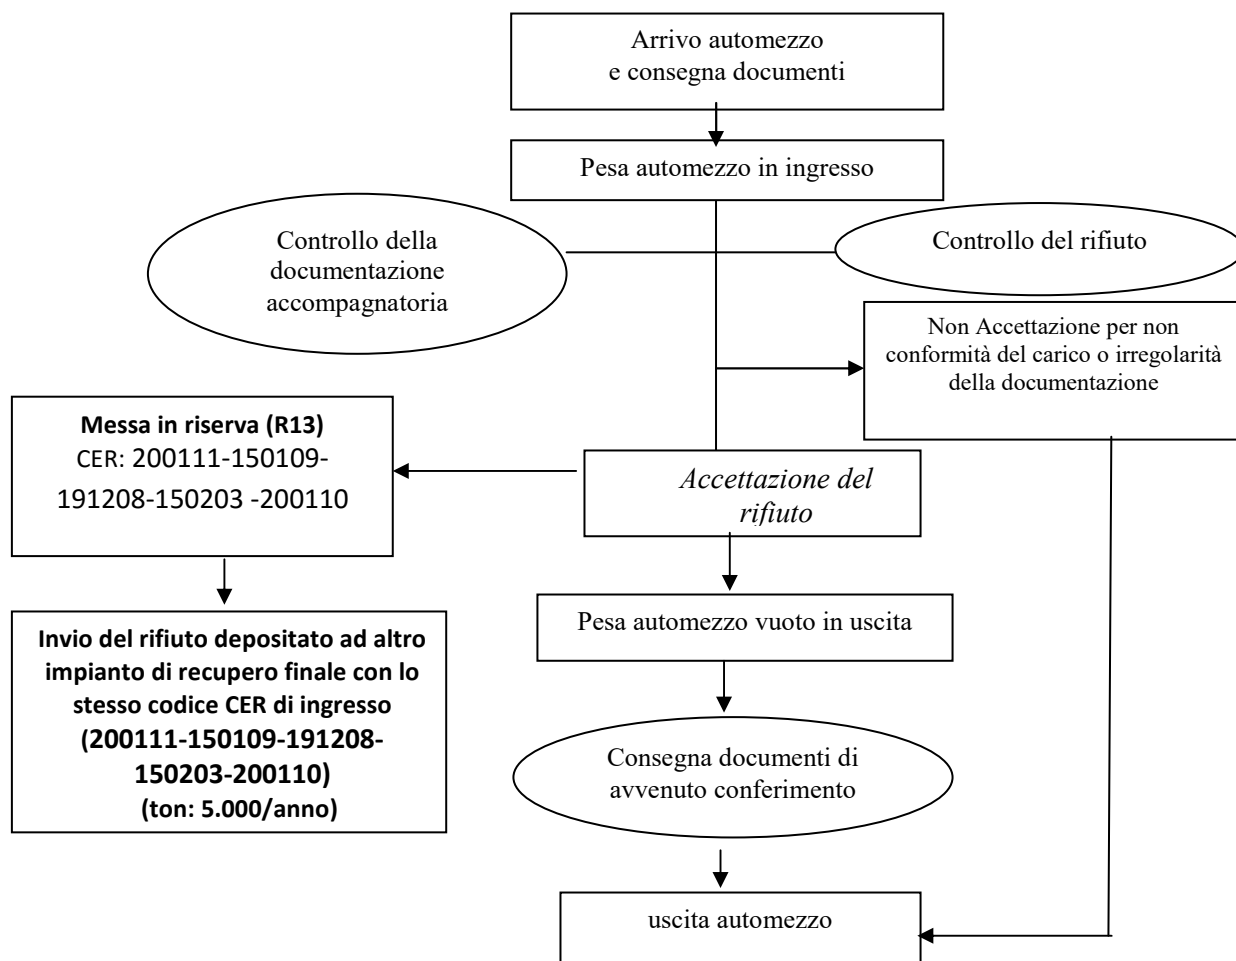 Arrivo automezzo
e consegna documenti
Pesa automezzo in ingresso
Controllo della
documentazione
accompagnatoria
Controllo del rifiuto
Non Accettazione per non
conformità del carico o irregolarità
della documentazione
Messa in riserva (R13)
CER: 200111-150109-
191208-150203 -200110
Accettazione del
rifiuto
Invio del rifiuto depositato ad altro
impianto di recupero finale con lo
stesso codice CER di ingresso
(200111-150109-191208-
150203-200110)
(ton: 5.000/anno)
Pesa automezzo vuoto in uscita
Consegna documenti di
avvenuto conferimento
uscita automezzo